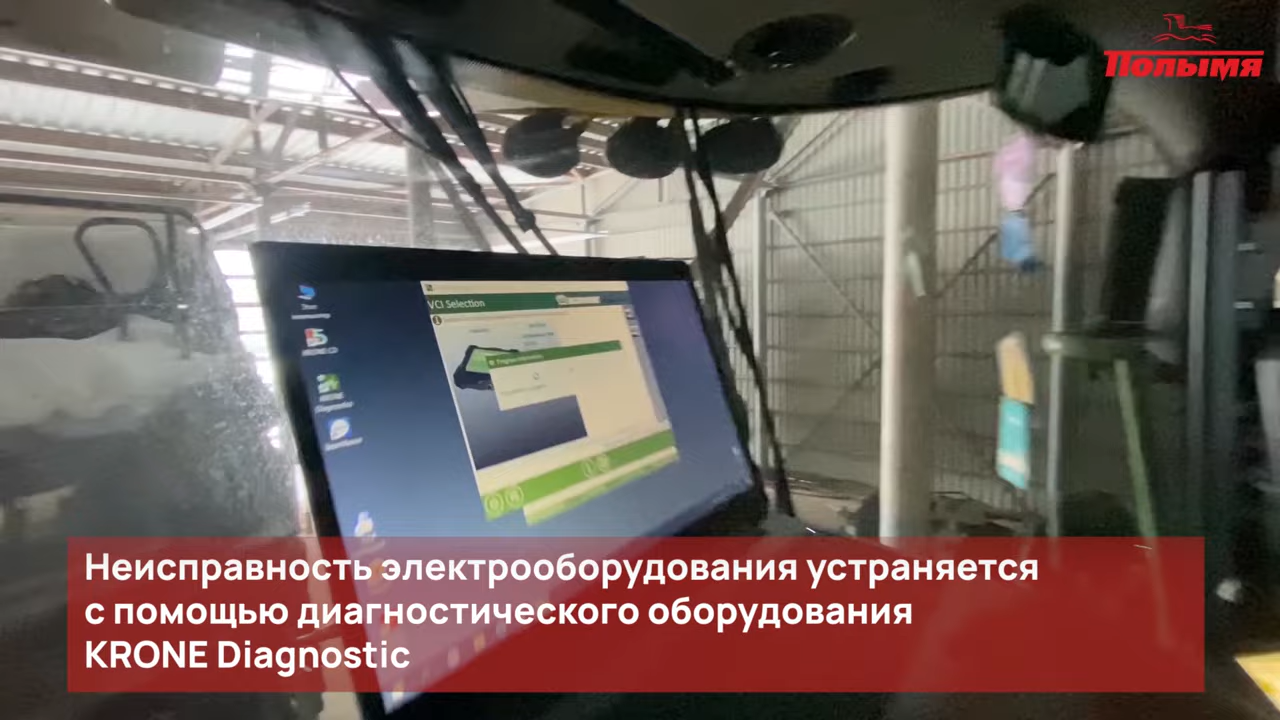 Полымя
VCI Selection
KRONE
Неисправность электрооборудования устраняется
с помощью диагностического оборудования
KRONE Diagnostic